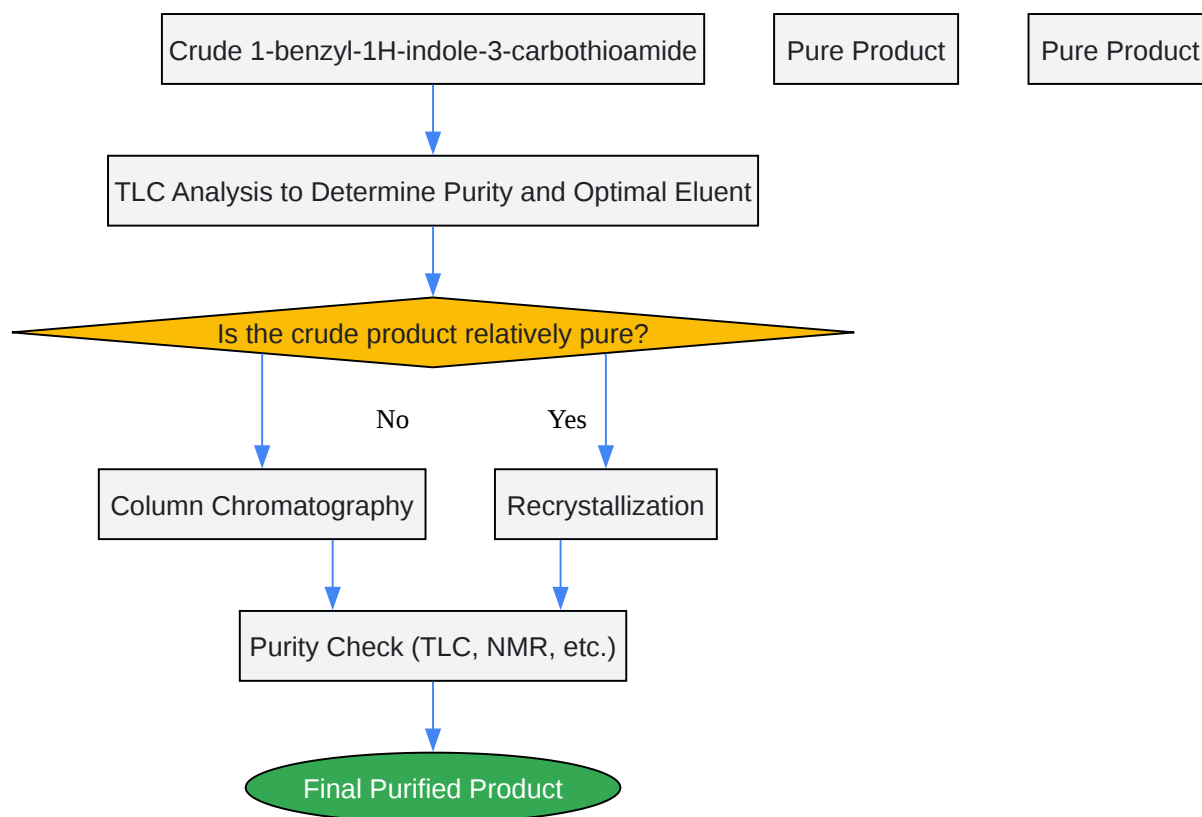 Crude 1-benzyl-1H-indole-3-carbothioamide
Pure Product
Pure Product
TLC Analysis to Determine Purity and Optimal Eluent
Is the crude product relatively pure?
No
Yes
Column Chromatography
Recrystallization
Purity Check (TLC, NMR, etc.)
Final Purified Product